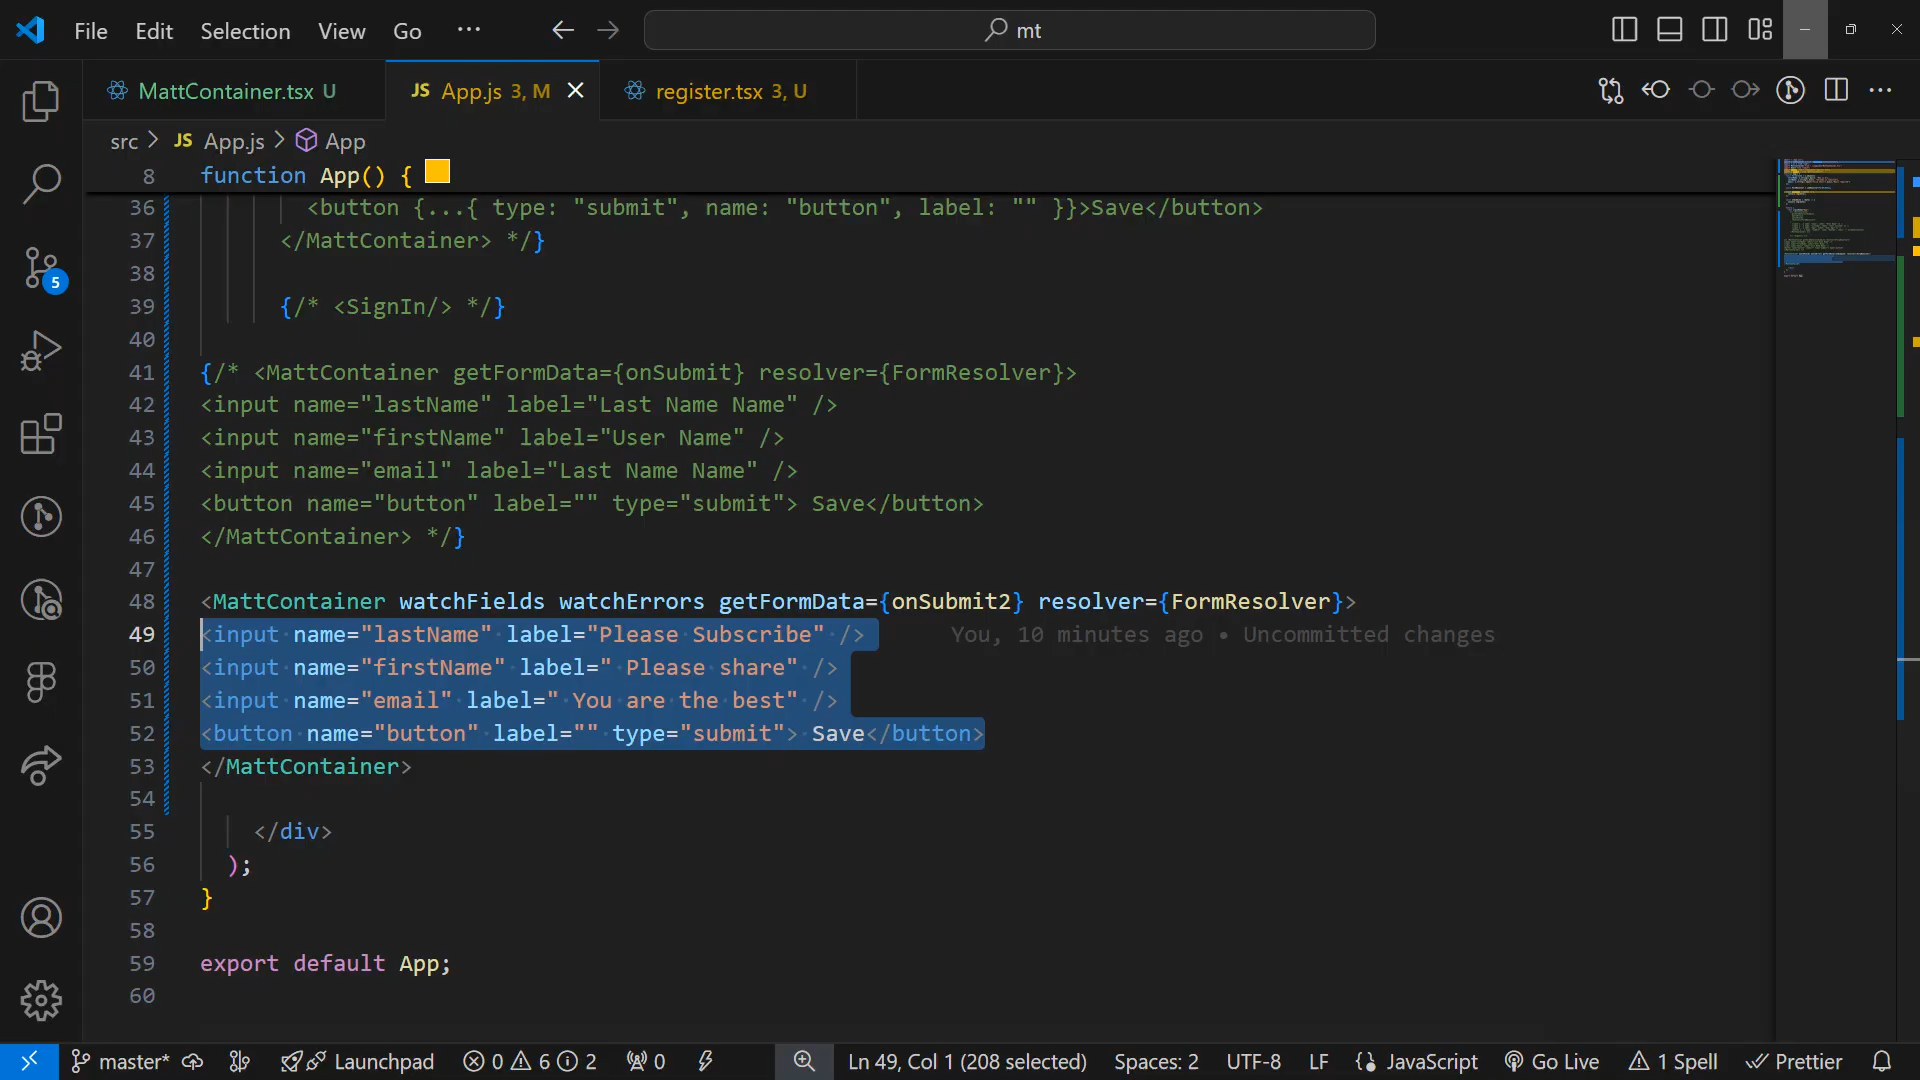 File Edit Selection View Go ··· mt
MattContainer.tsx U JS App.js 3, M register.tsx 3, U
src > JS App.js > App
8 function App() {
36 <button {...{ type: "submit", name: "button", label: "" }}>Save</button>
37 </MattContainer> */}
38
39 {/* <SignIn/> */}
40
41 {/* <MattContainer getFormData={onSubmit} resolver={FormResolver}>
42 <input name="lastName" label="Last Name Name" />
43 <input name="firstName" label="User Name" />
44 <input name="email" label="Last Name Name" />
45 <button name="button" label="" type="submit"> Save</button>
46 </MattContainer> */}
47
48 <MattContainer watchFields watchErrors getFormData={onSubmit2} resolver={FormResolver}>
49 <input name="lastName" label="Please Subscribe" /> You, 10 minutes ago • Uncommitted changes
50 <input name="firstName" label=" Please share" />
51 <input name="email" label=" You are the best" />
52 <button name="button" label="" type="submit"> Save</button>
53 </MattContainer>
54
55 </div>
56 );
57 }
58
59 export default App;
60
5
master* Launchpad 0 6 2 0 Ln 49, Col 1 (208 selected) Spaces: 2 UTF-8 LF {} JavaScript Go Live 1 Spell Prettier